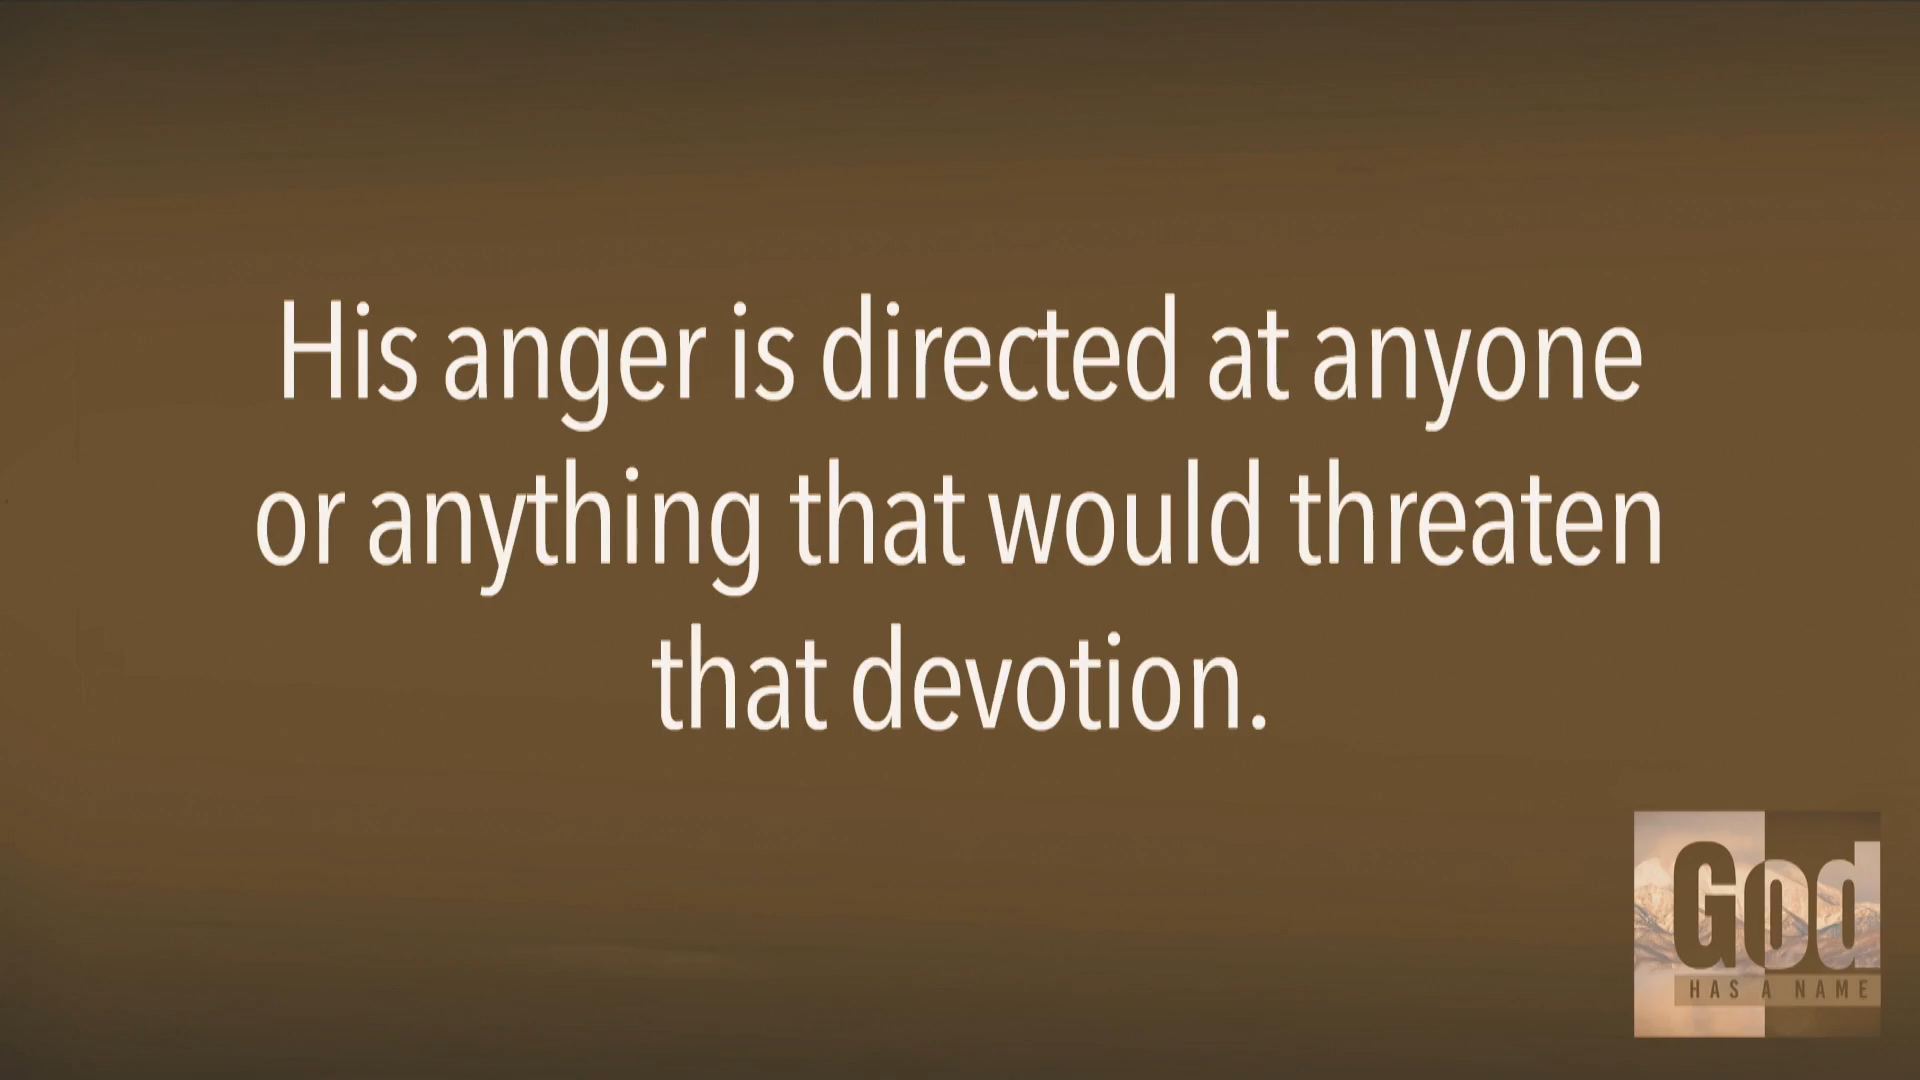 His anger is directed at anyone
or anything that would threaten
that devotion.
God
HAS A NAME